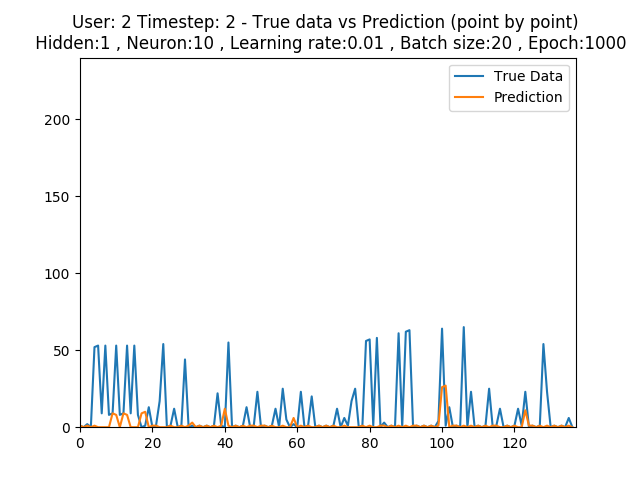 User: 2 Timestep: 2 - True data vs Prediction (point by point)
Hidden:1 , Neuron:10 , Learning rate:0.01 , Batch size:20 , Epoch:1000
True Data
Prediction
200
150
100
50
0
0 20 40 60 80 100 120